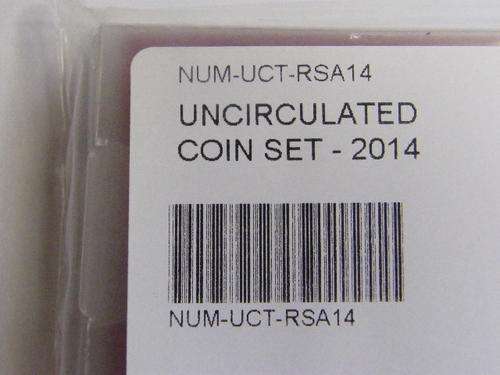 NUM-UCT-RSA14
UNCIRCULATED
COIN SET - 2014
NUM-UCT-RSA14